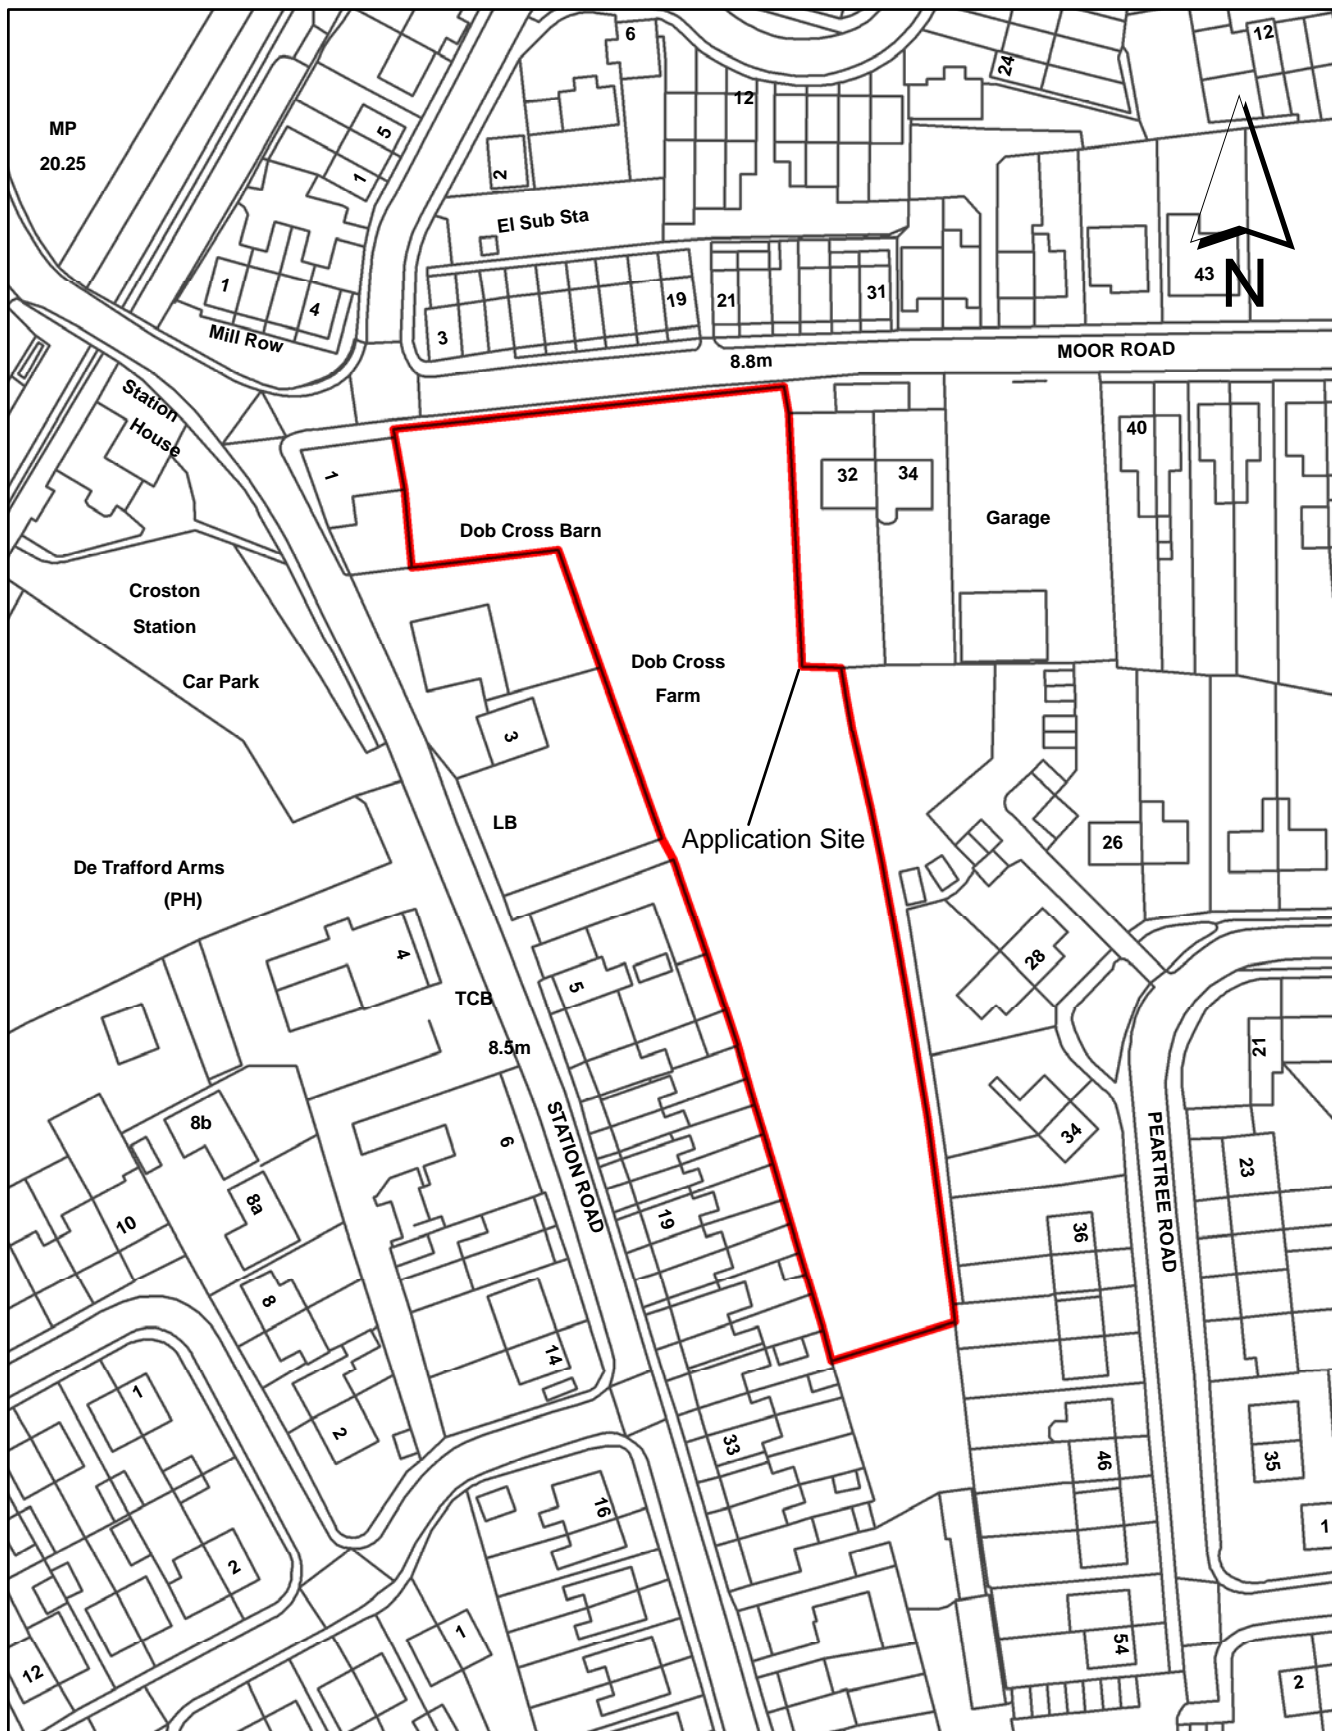 6
12
24
12
MP
20.25
5
1
2
El Sub Sta
1
4
Mill Row
3
19
21
31
43
N
8.8m
MOOR ROAD
Station
House
1
40
32
34
Garage
Dob Cross Barn
Croston
Station
Car Park
Dob Cross
Farm
3
LB
Application Site
26
De Trafford Arms
(PH)
4
5
28
TCB
8.5m
21
8b
6
STATION ROAD
34
PEARTREE ROAD
23
8a
10
19
36
8
14
1
2
33
46
35
16
1
2
1
54
12
2